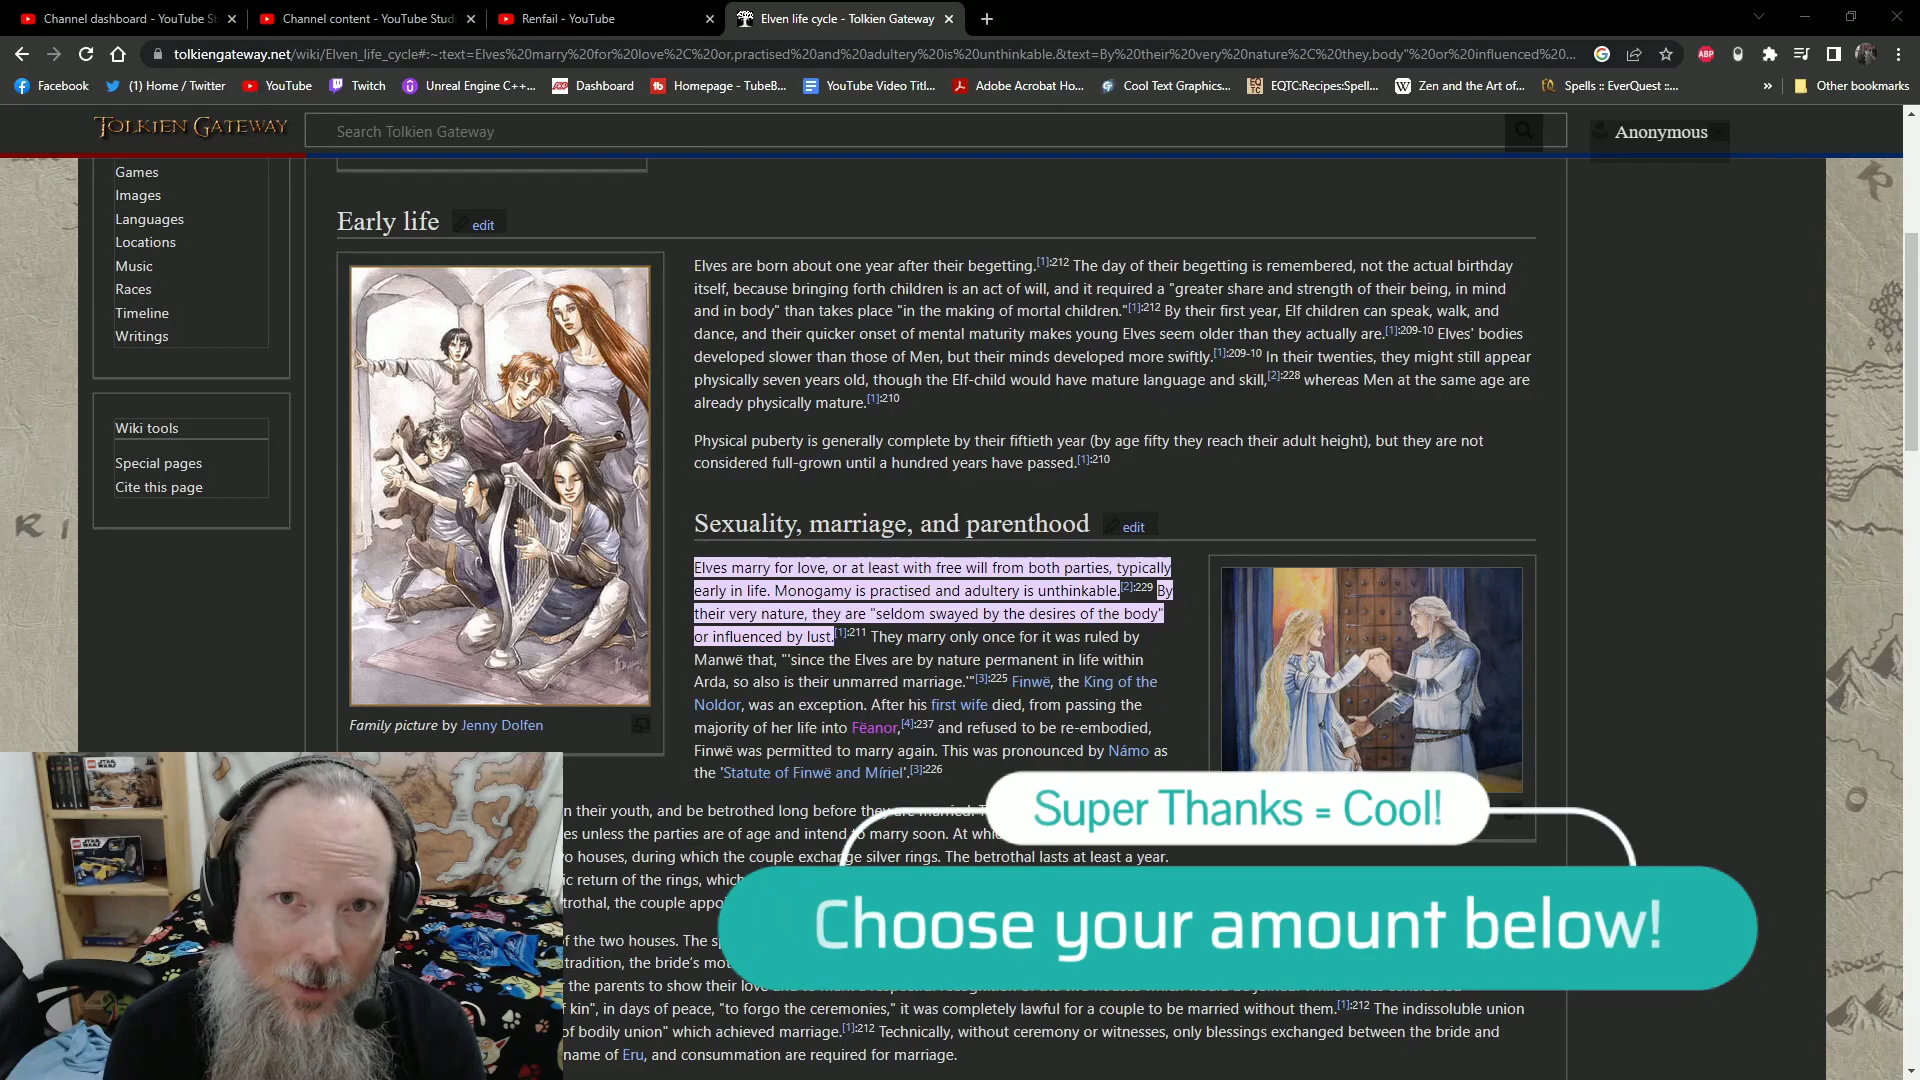 Channel dashboard - YouTube St
Channel content - YouTube Studi
Renfail - YouTube
Elven life cycle - Tolkien Gateway
tolkiengateway.net/wiki/Elven_life_cycle#:~:text=Elves%20marry%20for%20love%2C%20or,practised%20and%20adultery%20is%20unthinkable.&text=By%20their%20very%20nature%2C%20they,body"%20or%20influenced%20...
ABP
Facebook
(1) Home / Twitter
YouTube
Twitch
Unreal Engine C++...
Dashboard
Homepage - TubeB...
YouTube Video Titl...
Adobe Acrobat Ho...
Cool Text Graphics...
EQTC:Recipes:Spell...
Zen and the Art of...
Spells :: EverQuest ::...
»
Other bookmarks
TOLKIEN GATEWAY
Search Tolkien Gateway
Anonymous
Games
Images
Languages
Locations
Music
Races
Timeline
Writings
Wiki tools
Special pages
Cite this page
Early life
edit
Elves are born about one year after their begetting.[1]:212 The day of their begetting is remembered, not the actual birthday
itself, because bringing forth children is an act of will, and it required a "greater share and strength of their being, in mind
and in body" than takes place "in the making of mortal children."[1]:212 By their first year, Elf children can speak, walk, and
dance, and their quicker onset of mental maturity makes young Elves seem older than they actually are.[1]:209-10 Elves' bodies
developed slower than those of Men, but their minds developed more swiftly.[1]:209-10 In their twenties, they might still appear
physically seven years old, though the Elf-child would have mature language and skill,[2]:228 whereas Men at the same age are
already physically mature.[1]:210
Physical puberty is generally complete by their fiftieth year (by age fifty they reach their adult height), but they are not
considered full-grown until a hundred years have passed.[1]:210
Family picture by Jenny Dolfen
Sexuality, marriage, and parenthood
edit
Elves marry for love, or at least with free will from both parties, typically
early in life. Monogamy is practised and adultery is unthinkable.[2]:229 By
their very nature, they are "seldom swayed by the desires of the body"
or influenced by lust.[1]:211 They marry only once for it was ruled by
Manwë that, "'since the Elves are by nature permanent in life within
Arda, so also is their unmarred marriage.'"[3]:225 Finwë, the King of the
Noldor, was an exception. After his first wife died, from passing the
majority of her life into Fëanor,[4]:237 and refused to be re-embodied,
Finwë was permitted to marry again. This was pronounced by Námo as
the 'Statute of Finwë and Míriel'.[3]:226
n their youth, and be betrothed long before they are married.
es unless the parties are of age and intend to marry soon. At whi
vo houses, during which the couple exchange silver rings. The betrothal lasts at least a year.
ic return of the rings, which
trothal, the couple appo
f the two houses. The s
tradition, the bride's mo
f the parents to show their lov
f kin", in days of peace, "to forgo the ceremonies," it was completely lawful for a couple to be married without them.[1]:212 The indissoluble union
of bodily union" which achieved marriage.[1]:212 Technically, without ceremony or witnesses, only blessings exchanged between the bride and
name of Eru, and consummation are required for marriage.
Super Thanks = Cool!
Choose your amount below!